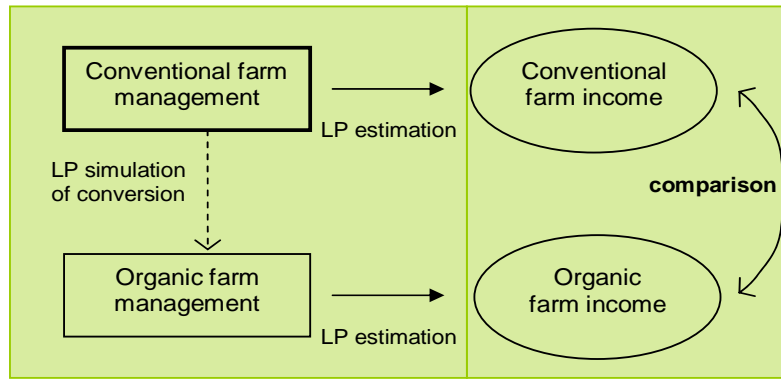 Conventional farm
management
LP estimation
Conventional
farm income
LP simulation
of conversion
comparison
Organic farm
management
LP estimation
Organic
farm income